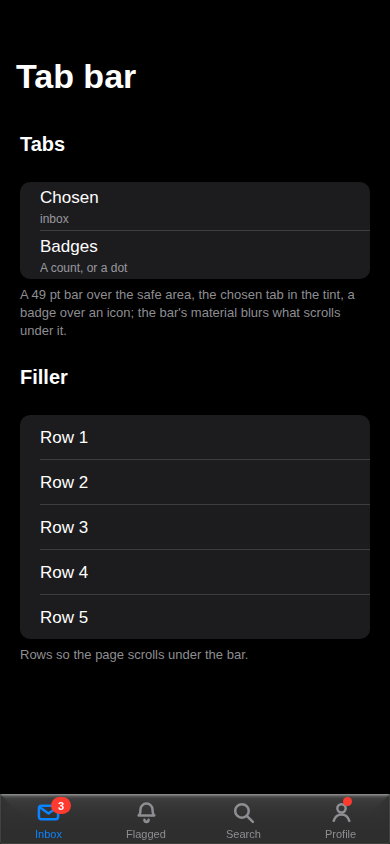 Tab bar
Tabs
Chosen
inbox
Badges
A count, or a dot
A 49 pt bar over the safe area, the chosen tab in the tint, a
badge over an icon; the bar's material blurs what scrolls
under it.
Filler
Row 1
Row 2
Row 3
Row 4
Row 5
Rows so the page scrolls under the bar.
3
Inbox
Flagged
Search
Profile